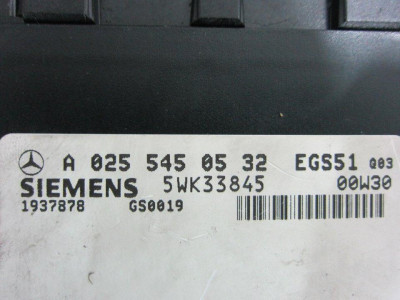 A 025 545 05 32 EGS51 Q03
SIEMENS 5WK33845 00W30
1937878 GS0019